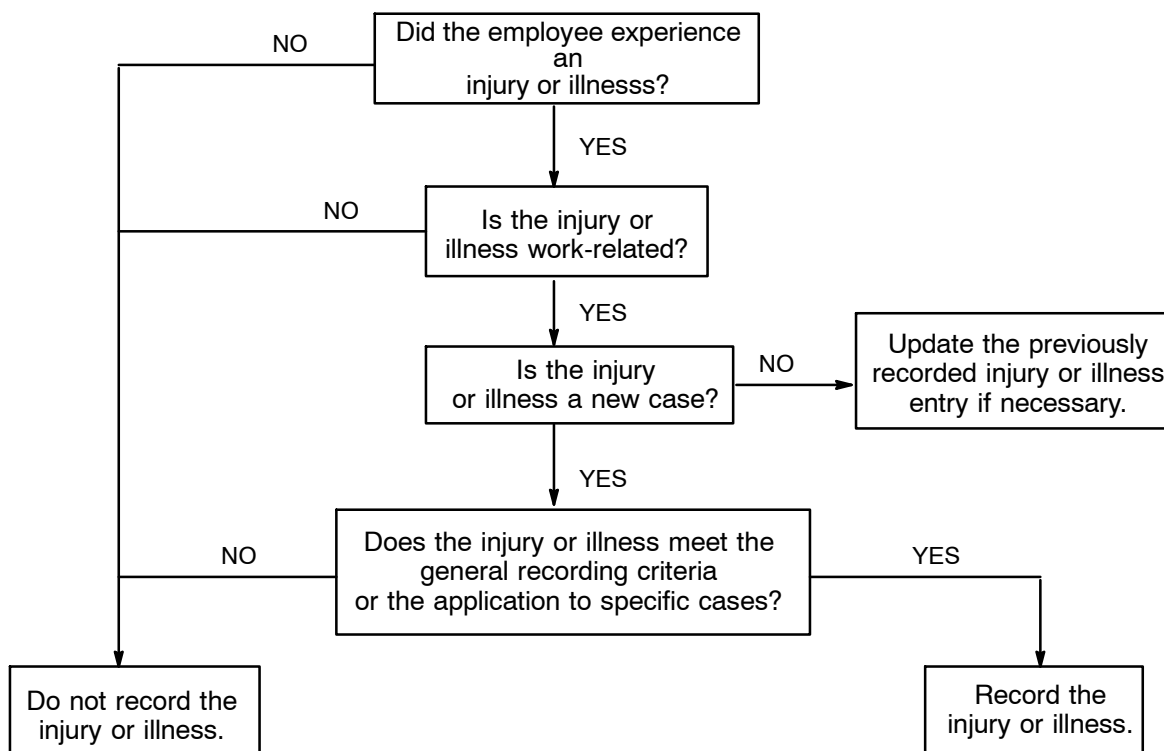 NO
Did the employee experience
an
injury or illnesss?
YES
NO
Is the injury or
illness work-related?
YES
Is the injury
or illness a new case?
NO
Update the previously
recorded injury or illness
entry if necessary.
YES
NO
Does the injury or illness meet the
general recording criteria
or the application to specific cases?
YES
Do not record the
injury or illness.
Record the
injury or illness.